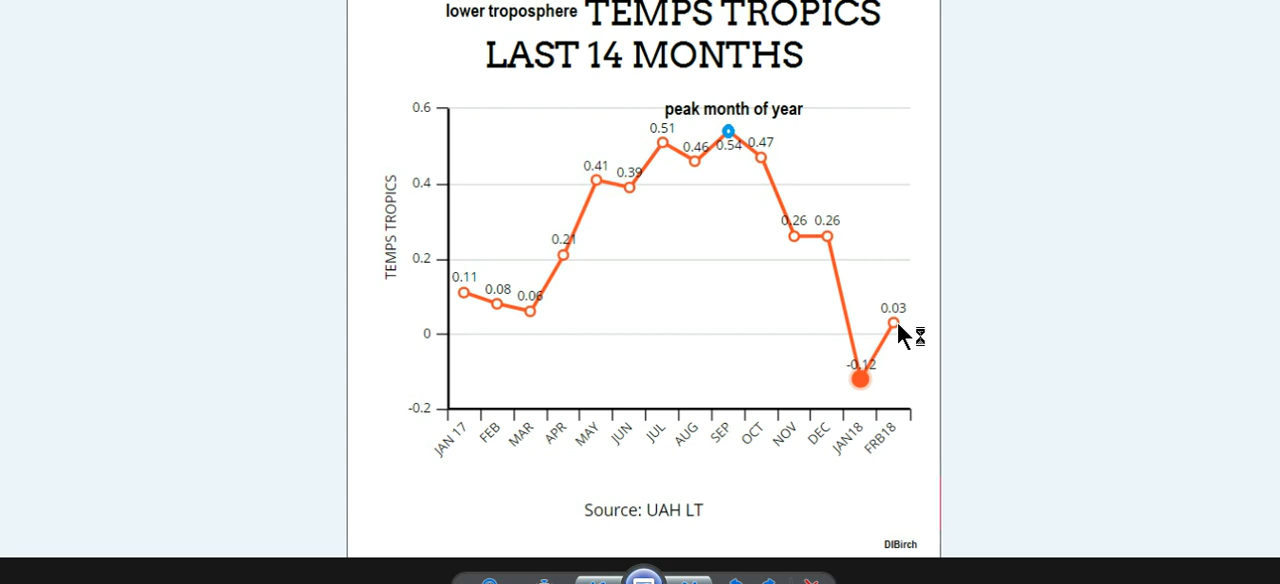 lower troposphere TEMPS TROPICS
LAST 14 MONTHS
peak month of year
0.6
0.4
0.2
0
-0.2
TEMPS TROPICS
0.11
0.08
0.06
0.21
0.41
0.39
0.51
0.46
0.54
0.47
0.26
0.26
-0.12
0.03
JAN 17
FEB
MAR
APR
MAY
JUN
JUL
AUG
SEP
OCT
NOV
DEC
JAN18
FRB18
Source: UAH LT
DIBirch